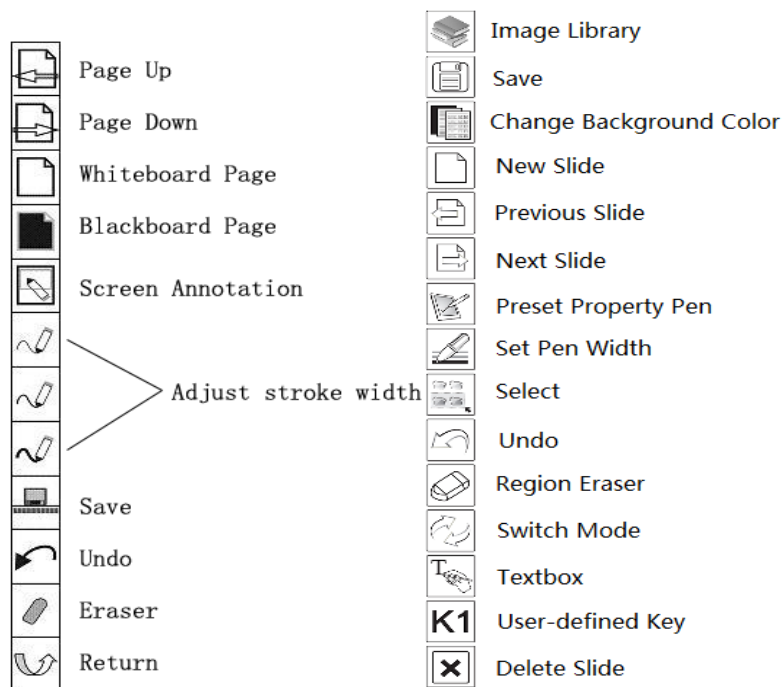 Page Up
Page Down
Whiteboard Page
Blackboard Page
Screen Annotation
Adjust stroke width
Save
Undo
Eraser
Return
Image Library
Save
Change Background Color
New Slide
Previous Slide
Next Slide
Preset Property Pen
Set Pen Width
Select
Undo
Region Eraser
Switch Mode
T Textbox
K1 User-defined Key
Delete Slide